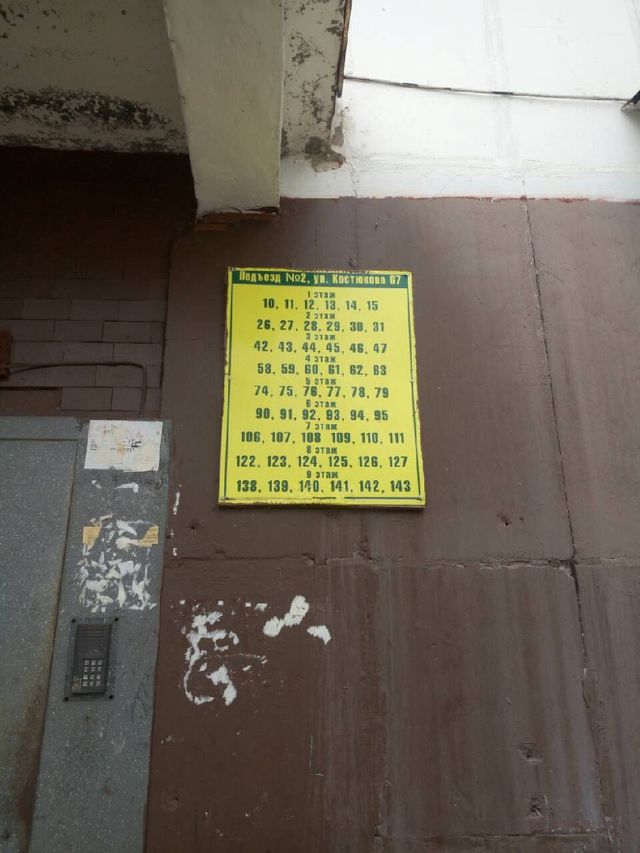 Подъезд №2, ул. Костюкова 67
1 этаж
10, 11, 12, 13, 14, 15
2 этаж
26, 27, 28, 29, 30, 31
3 этаж
42, 43, 44, 45, 46, 47
4 этаж
58, 59, 60, 61, 62, 63
5 этаж
74, 75, 76, 77, 78, 79
6 этаж
90, 91, 92, 93, 94, 95
7 этаж
106, 107, 108 109, 110, 111
8 этаж
122, 123, 124, 125, 126, 127
9 этаж
138, 139, 140, 141, 142, 143